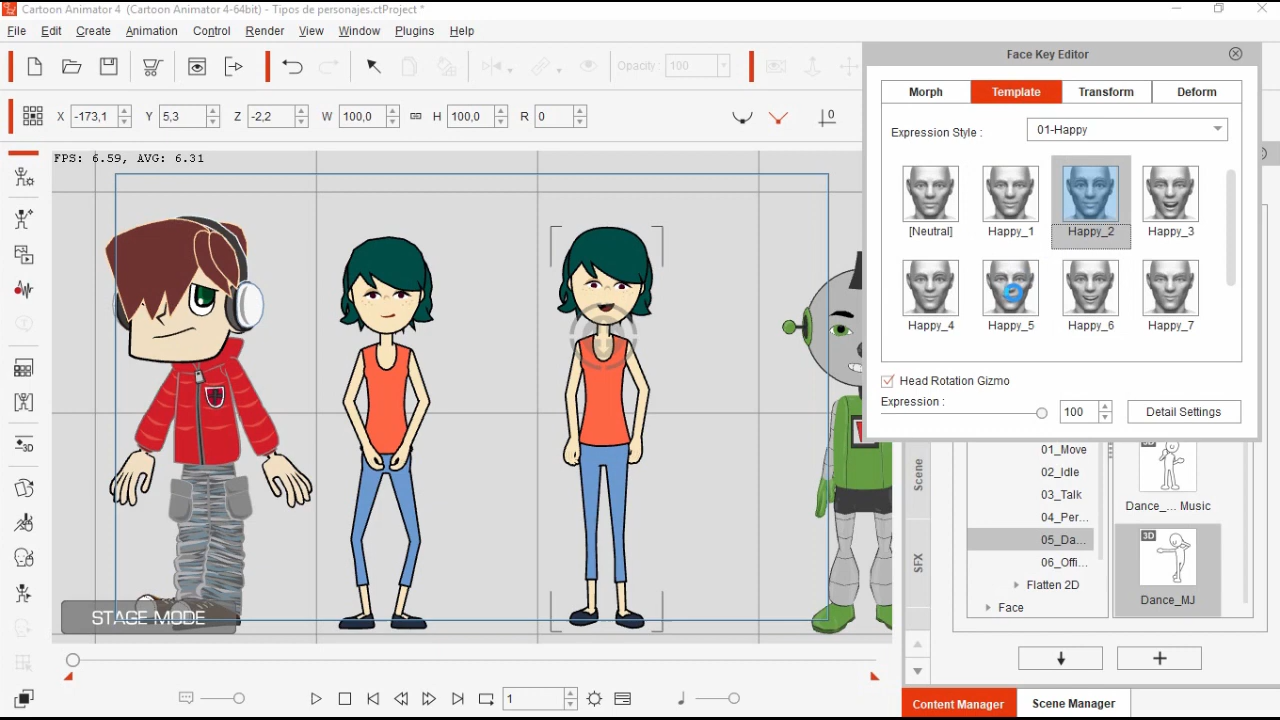 Cartoon Animator 4 (Cartoon Animator 4-64bit) - Tipos de personajes.ctProject *
File Edit Create Animation Control Render View Window Plugins Help
Opacity : 100
X -173,1 Y 5,3 Z -2,2 W 100,0 H 100,0 R 0
FPS: 6.59, AVG: 6.31
STAGE MODE
1
Face Key Editor
Morph Template Transform Deform
Expression Style : 01-Happy
[Neutral] Happy_1 Happy_2 Happy_3
Happy_4 Happy_5 Happy_6 Happy_7
Head Rotation Gizmo
Expression : 100 Detail Settings
Scene
SFX
01_Move
02_Idle
03_Talk
04_Per...
05_Da...
06_Offi...
Flatten 2D
Face
Dance_... Music
3D
Dance_MJ
Content Manager Scene Manager